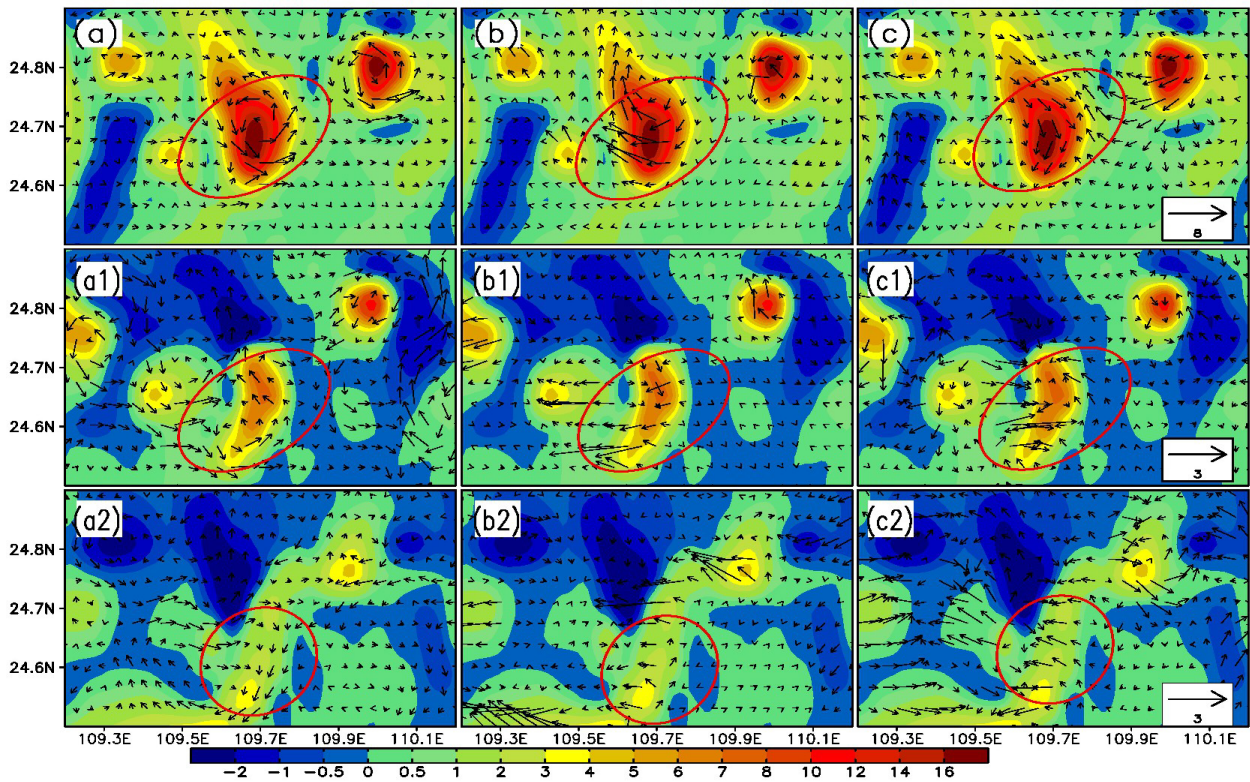 (a) (b) (c)
24.8N
24.7N
24.6N
8
(a1) (b1) (c1)
24.8N
24.7N
24.6N
3
(a2) (b2) (c2)
24.8N
24.7N
24.6N
3
109.3E 109.5E 109.7E 109.9E 110.1E 109.3E 109.5E 109.7E 109.9E 110.1E 109.3E 109.5E 109.7E 109.9E 110.1E
-2 -1 -0.5 0 0.5 1 2 3 4 5 6 7 8 10 12 14 16